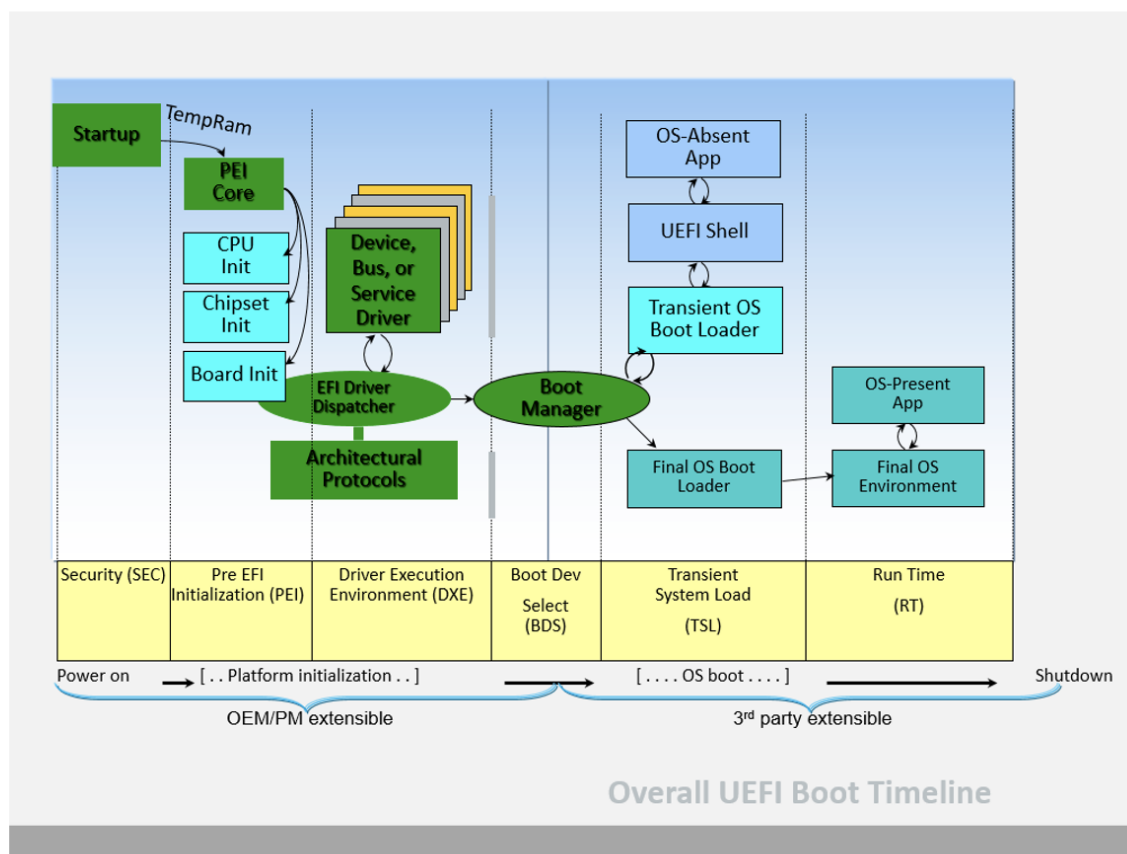 Startup
TempRam
PEI
Core
CPU
Init
Chipset
Init
Board Init
Device,
Bus, or
Service
Driver
EFI Driver
Dispatcher
Architectural
Protocols
Boot
Manager
OS-Absent
App
UEFI Shell
Transient OS
Boot Loader
Final OS Boot
Loader
OS-Present
App
Final OS
Environment
Security (SEC)
Pre EFI
Initialization (PEI)
Driver Execution
Environment (DXE)
Boot Dev
Select
(BDS)
Transient
System Load
(TSL)
Run Time
(RT)
Power on
[ . . Platform initialization . . ]
[ . . . . OS boot . . . . ]
Shutdown
OEM/PM extensible
3rd party extensible
Overall UEFI Boot Timeline